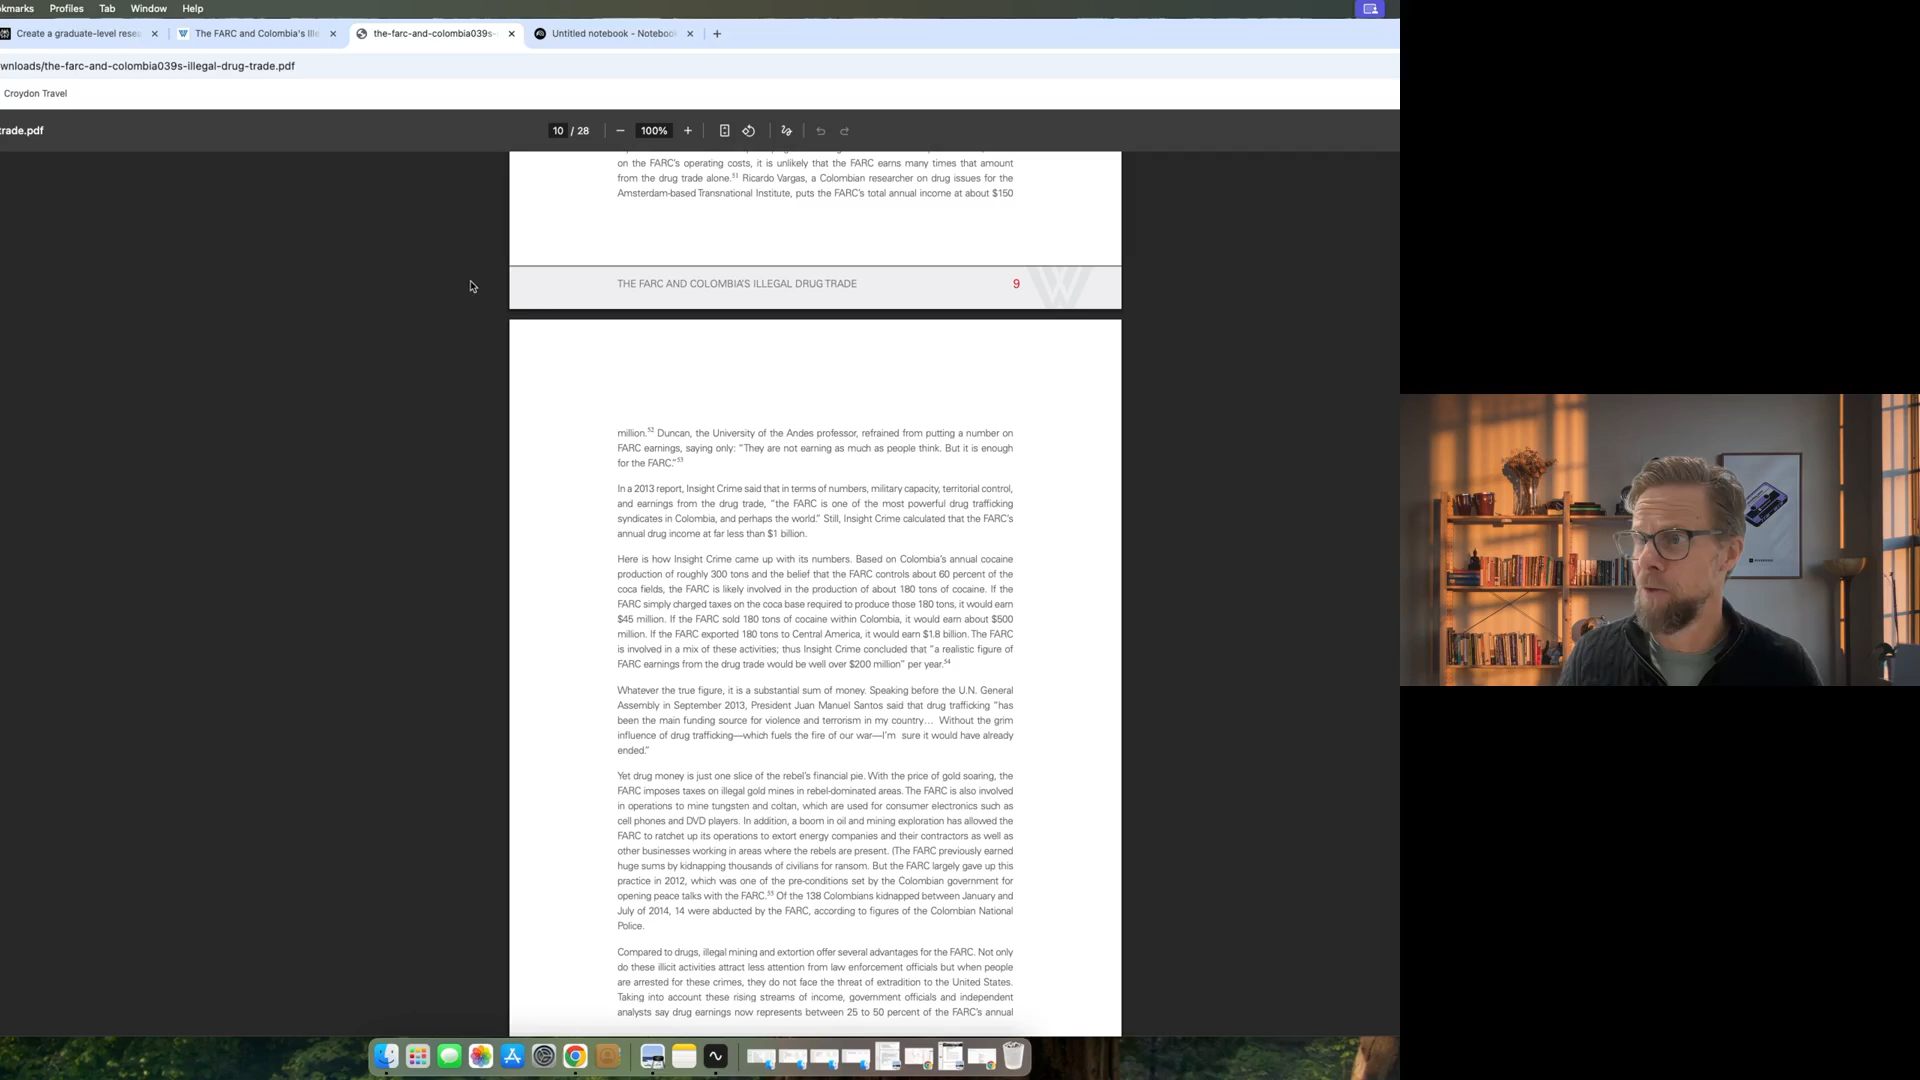 okmarks Profiles Tab Window Help
Create a graduate-level resea
The FARC and Colombia's Ille
the-farc-and-colombia039s-
Untitled notebook - Notebook
wnloads/the-farc-and-colombia039s-illegal-drug-trade.pdf
Croydon Travel
trade.pdf
10 / 28
100%
on the FARC's operating costs, it is unlikely that the FARC earns many times that amount
from the drug trade alone.51 Ricardo Vargas, a Colombian researcher on drug issues for the
Amsterdam-based Transnational Institute, puts the FARC's total annual income at about $150
THE FARC AND COLOMBIA'S ILLEGAL DRUG TRADE 9
million.52 Duncan, the University of the Andes professor, refrained from putting a number on
FARC earnings, saying only: "They are not earning as much as people think. But it is enough
for the FARC."53
In a 2013 report, Insight Crime said that in terms of numbers, military capacity, territorial control,
and earnings from the drug trade, "the FARC is one of the most powerful drug trafficking
syndicates in Colombia, and perhaps the world." Still, Insight Crime calculated that the FARC's
annual drug income at far less than $1 billion.
Here is how Insight Crime came up with its numbers. Based on Colombia's annual cocaine
production of roughly 300 tons and the belief that the FARC controls about 60 percent of the
coca fields, the FARC is likely involved in the production of about 180 tons of cocaine. If the
FARC simply charged taxes on the coca base required to produce those 180 tons, it would earn
$45 million. If the FARC sold 180 tons of cocaine within Colombia, it would earn about $500
million. If the FARC exported 180 tons to Central America, it would earn $1.8 billion. The FARC
is involved in a mix of these activities; thus Insight Crime concluded that "a realistic figure of
FARC earnings from the drug trade would be well over $200 million" per year.54
Whatever the true figure, it is a substantial sum of money. Speaking before the U.N. General
Assembly in September 2013, President Juan Manuel Santos said that drug trafficking "has
been the main funding source for violence and terrorism in my country… Without the grim
influence of drug trafficking—which fuels the fire of our war—I'm sure it would have already
ended."
Yet drug money is just one slice of the rebel's financial pie. With the price of gold soaring, the
FARC imposes taxes on illegal gold mines in rebel-dominated areas. The FARC is also involved
in operations to mine tungsten and coltan, which are used for consumer electronics such as
cell phones and DVD players. In addition, a boom in oil and mining exploration has allowed the
FARC to ratchet up its operations to extort energy companies and their contractors as well as
other businesses working in areas where the rebels are present. (The FARC previously earned
huge sums by kidnapping thousands of civilians for ransom. But the FARC largely gave up this
practice in 2012, which was one of the pre-conditions set by the Colombian government for
opening peace talks with the FARC.55 Of the 138 Colombians kidnapped between January and
July of 2014, 14 were abducted by the FARC, according to figures of the Colombian National
Police.
Compared to drugs, illegal mining and extortion offer several advantages for the FARC. Not only
do these illicit activities attract less attention from law enforcement officials but when people
are arrested for these crimes, they do not face the threat of extradition to the United States.
Taking into account these rising streams of income, government officials and independent
analysts say drug earnings now represents between 25 to 50 percent of the FARC's annual